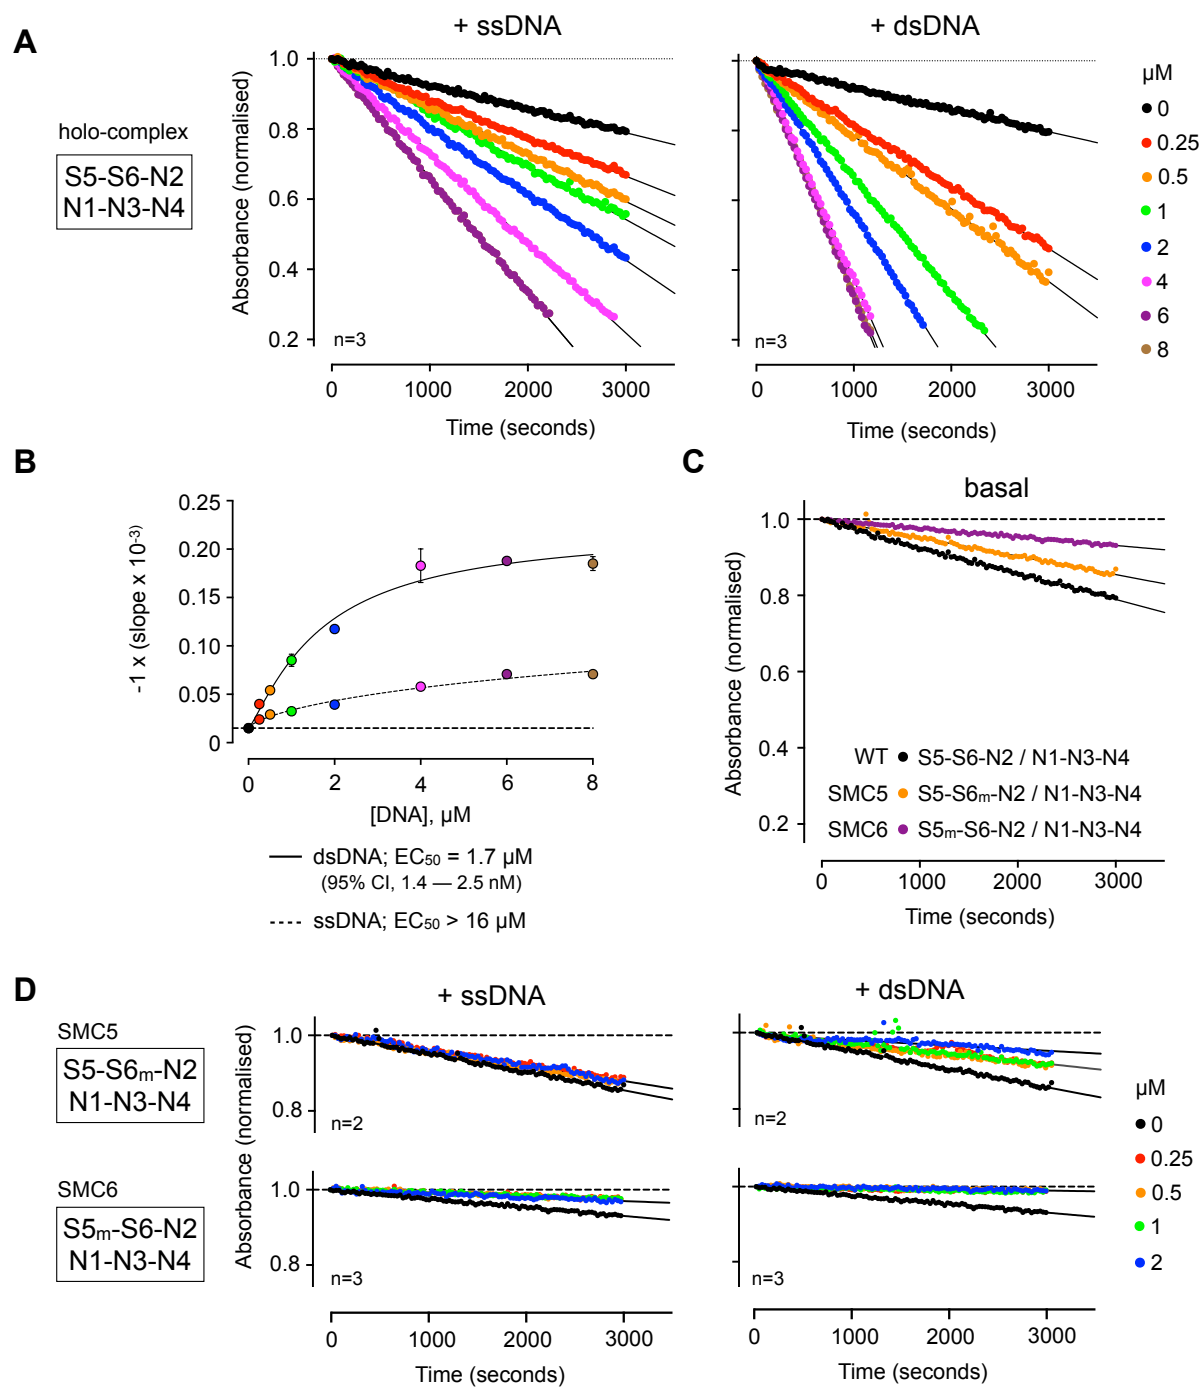 A
+ ssDNA
+ dsDNA
holo-complex
S5-S6-N2
N1-N3-N4
Absorbance (normalised)
1.0
0.8
0.6
0.4
0.2
n=3
0 1000 2000 3000
Time (seconds)
n=3
0 1000 2000 3000
Time (seconds)
µM
0
0.25
0.5
1
2
4
6
8
B
-1 x (slope x 10-3)
0.25
0.20
0.15
0.10
0.05
0
0 2 4 6 8
[DNA], µM
dsDNA; EC50 = 1.7 µM
(95% CI, 1.4 — 2.5 nM)
ssDNA; EC50 > 16 µM
C
basal
Absorbance (normalised)
1.0
0.8
0.6
0.4
0.2
WT S5-S6-N2 / N1-N3-N4
SMC5 S5-S6m-N2 / N1-N3-N4
SMC6 S5m-S6-N2 / N1-N3-N4
0 1000 2000 3000
Time (seconds)
D
+ ssDNA
+ dsDNA
SMC5
S5-S6m-N2
N1-N3-N4
Absorbance (normalised)
1.0
0.8
n=2
n=2
SMC6
S5m-S6-N2
N1-N3-N4
1.0
0.8
n=3
n=3
0 1000 2000 3000
Time (seconds)
0 1000 2000 3000
Time (seconds)
µM
0
0.25
0.5
1
2